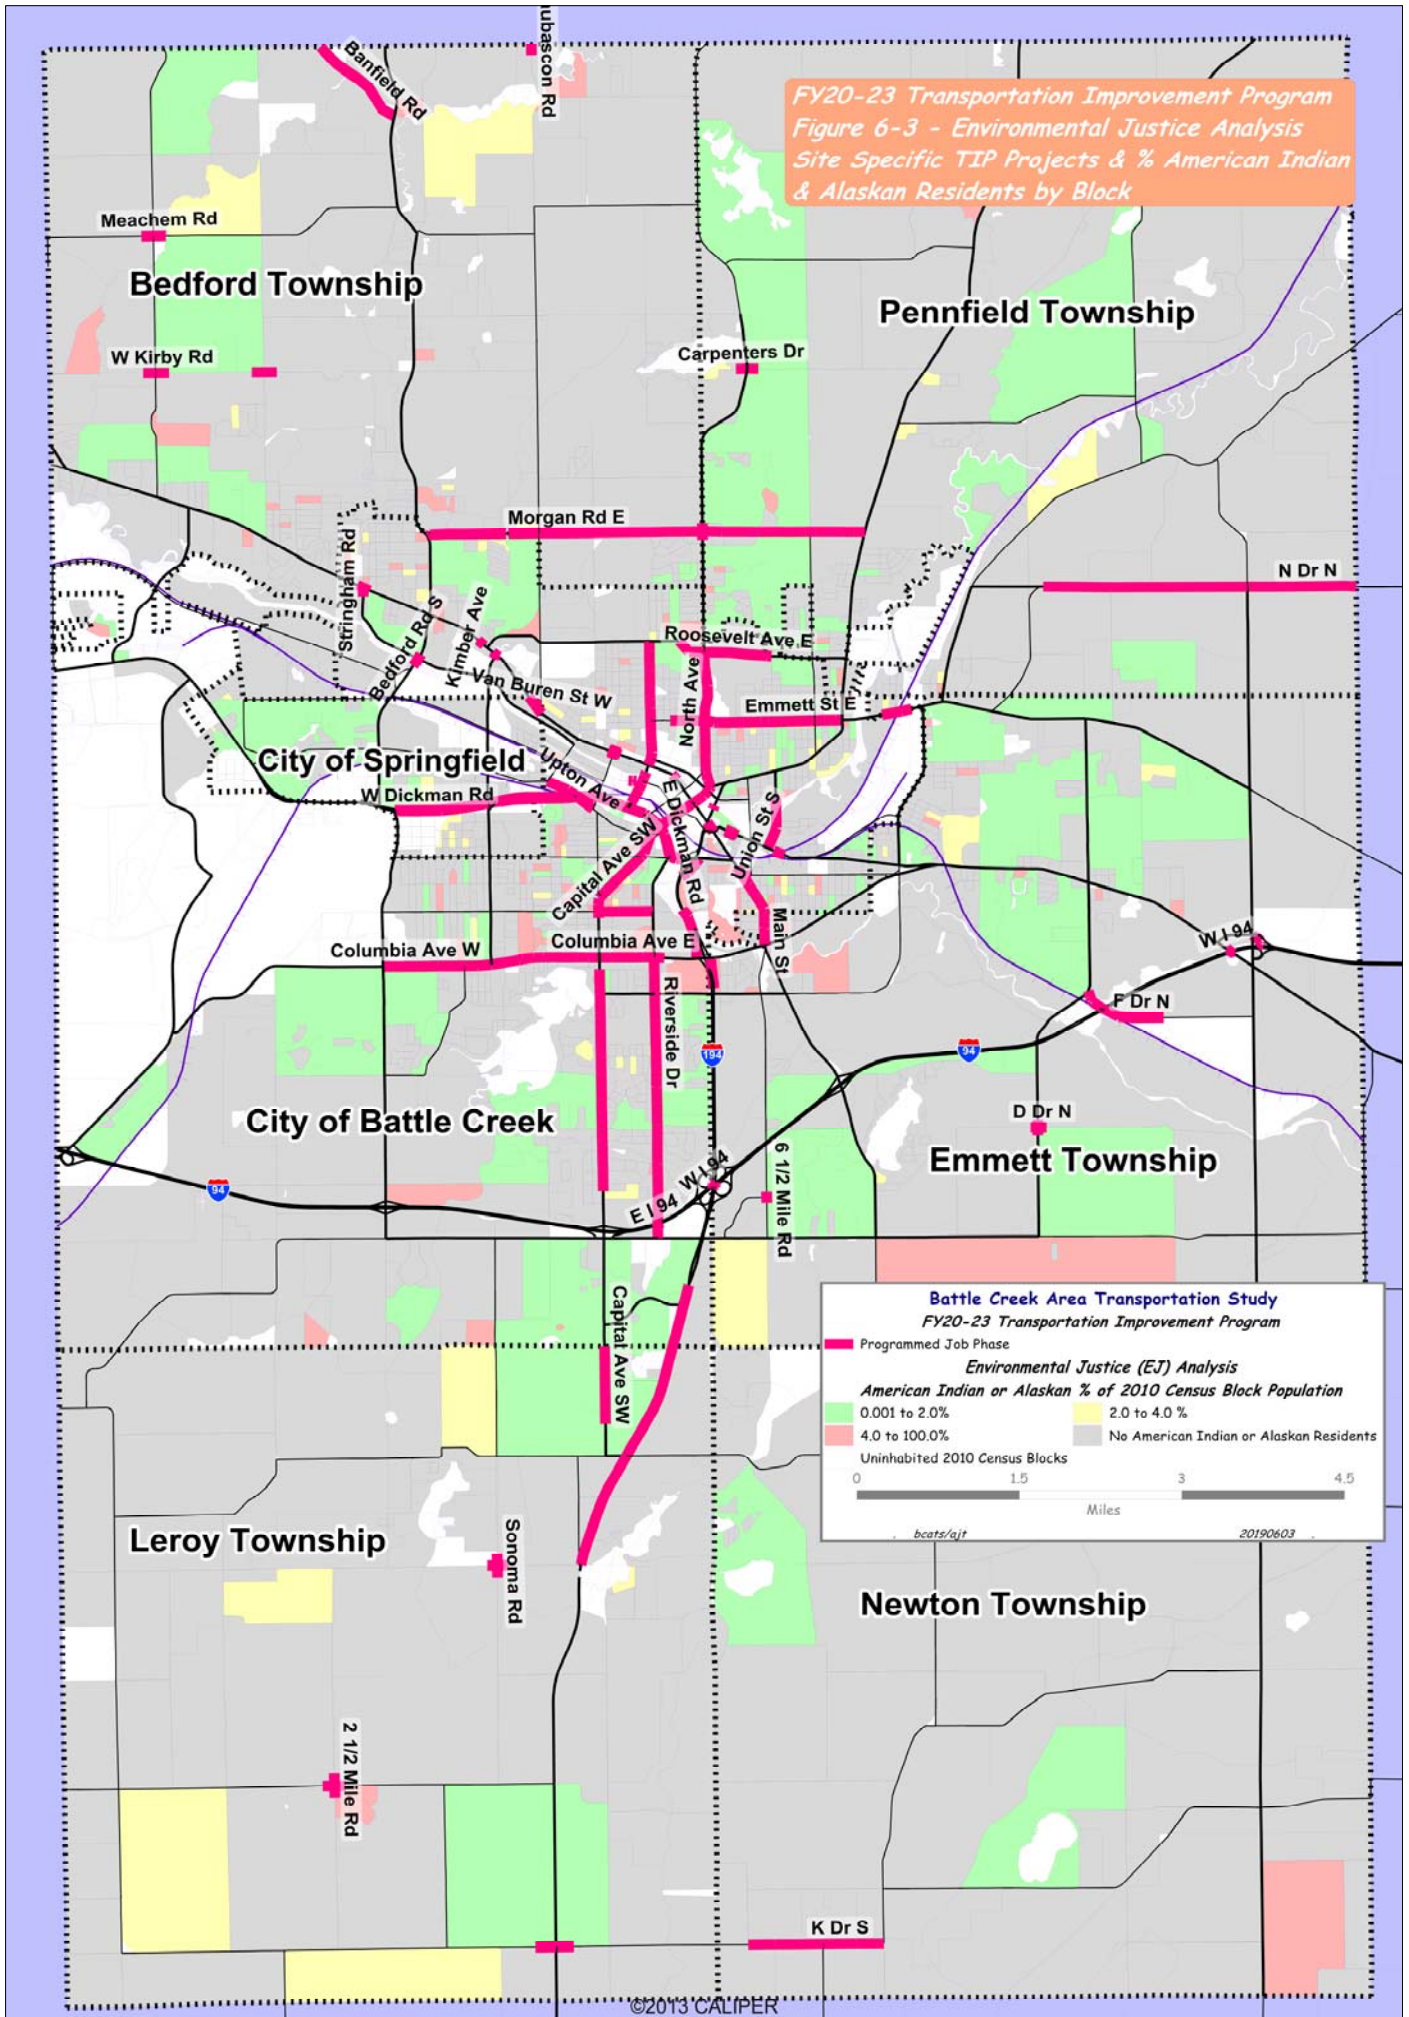 Banfield Rd
ubascon Rd
FY20-23 Transportation Improvement Program
Figure 6-3 - Environmental Justice Analysis
Site Specific TIP Projects & % American Indian
& Alaskan Residents by Block
Meachem Rd
Bedford Township
Pennfield Township
W Kirby Rd
Carpenters Dr
Morgan Rd E
Stringham Rd
N Dr N
Bedford Rd S
Kimber Ave
Roosevelt Ave E
Van Buren St W
North Ave
Emmett St E
City of Springfield
Upton Ave
W Dickman Rd
E Dickman Rd
Union St S
Capital Ave SW
Main St
Columbia Ave W
Columbia Ave E
W I 94
Riverside Dr
F Dr N
194
94
City of Battle Creek
D Dr N
Emmett Township
94
E I 94
W I 94
6 1/2 Mile Rd
Capital Ave SW
Battle Creek Area Transportation Study
FY20-23 Transportation Improvement Program
Programmed Job Phase
Environmental Justice (EJ) Analysis
American Indian or Alaskan % of 2010 Census Block Population
0.001 to 2.0%
2.0 to 4.0 %
4.0 to 100.0%
No American Indian or Alaskan Residents
Uninhabited 2010 Census Blocks
0 1.5 3 4.5
Miles
bcats/ajt
20190603
Leroy Township
Sonoma Rd
Newton Township
2 1/2 Mile Rd
K Dr S
©2013 CALIPER